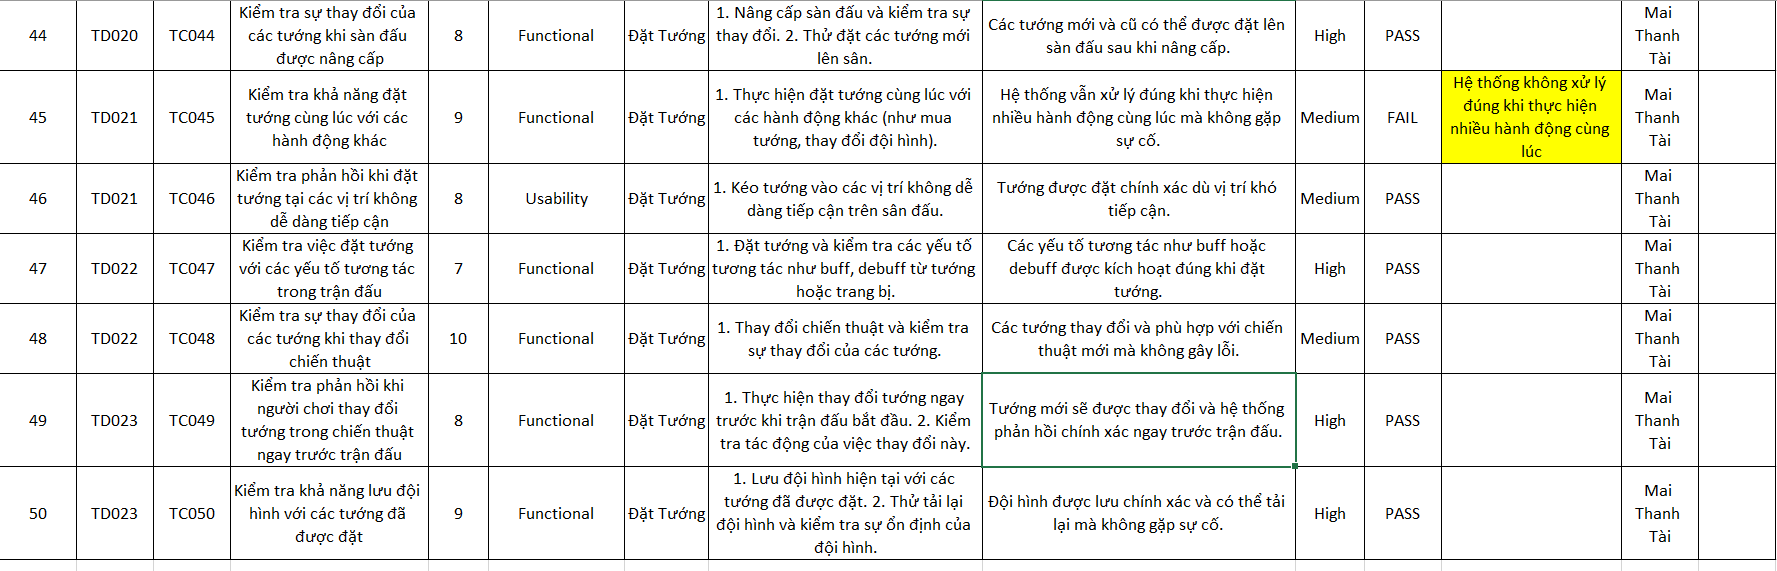 44 TD020 TC044 Kiểm tra sự thay đổi của các tướng khi sàn đấu được nâng cấp 8 Functional Đặt Tướng 1. Nâng cấp sàn đấu và kiểm tra sự thay đổi. 2. Thử đặt các tướng mới lên sân. Các tướng mới và cũ có thể được đặt lên sàn đấu sau khi nâng cấp. High PASS Mai Thanh Tài
45 TD021 TC045 Kiểm tra khả năng đặt tướng cùng lúc với các hành động khác 9 Functional Đặt Tướng 1. Thực hiện đặt tướng cùng lúc với các hành động khác (như mua tướng, thay đổi đội hình). Hệ thống vẫn xử lý đúng khi thực hiện nhiều hành động cùng lúc mà không gặp sự cố. Medium FAIL Hệ thống không xử lý đúng khi thực hiện nhiều hành động cùng lúc Mai Thanh Tài
46 TD021 TC046 Kiểm tra phản hồi khi đặt tướng tại các vị trí không dễ dàng tiếp cận 8 Usability Đặt Tướng 1. Kéo tướng vào các vị trí không dễ dàng tiếp cận trên sân đấu. Tướng được đặt chính xác dù vị trí khó tiếp cận. Medium PASS Mai Thanh Tài
47 TD022 TC047 Kiểm tra việc đặt tướng với các yếu tố tương tác trong trận đấu 7 Functional Đặt Tướng 1. Đặt tướng và kiểm tra các yếu tố tương tác như buff, debuff từ tướng hoặc trang bị. Các yếu tố tương tác như buff hoặc debuff được kích hoạt đúng khi đặt tướng. High PASS Mai Thanh Tài
48 TD022 TC048 Kiểm tra sự thay đổi của các tướng khi thay đổi chiến thuật 10 Functional Đặt Tướng 1. Thay đổi chiến thuật và kiểm tra sự thay đổi của các tướng. Các tướng thay đổi và phù hợp với chiến thuật mới mà không gây lỗi. Medium PASS Mai Thanh Tài
49 TD023 TC049 Kiểm tra phản hồi khi người chơi thay đổi tướng trong chiến thuật ngay trước trận đấu 8 Functional Đặt Tướng 1. Thực hiện thay đổi tướng ngay trước khi trận đấu bắt đầu. 2. Kiểm tra tác động của việc thay đổi này. Tướng mới sẽ được thay đổi và hệ thống phản hồi chính xác ngay trước trận đấu. High PASS Mai Thanh Tài
50 TD023 TC050 Kiểm tra khả năng lưu đội hình với các tướng đã được đặt 9 Functional Đặt Tướng 1. Lưu đội hình hiện tại với các tướng đã được đặt. 2. Thử tải lại đội hình và kiểm tra sự ổn định của đội hình. Đội hình được lưu chính xác và có thể tải lại mà không gặp sự cố. High PASS Mai Thanh Tài